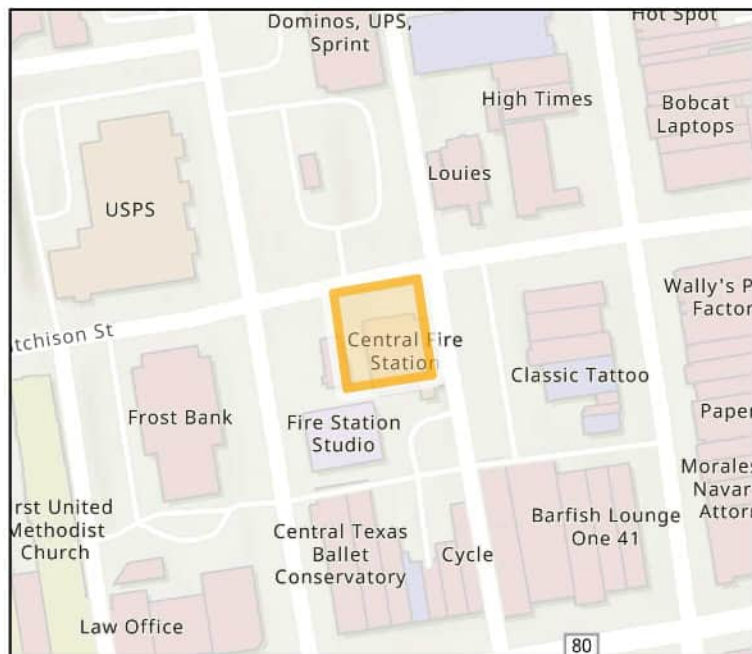 Dominos, UPS,
Sprint
Hot Spot
High Times
Bobcat
Laptops
Louies
USPS
Wally's P
Factor
tchison St
Central Fire
Station
Classic Tattoo
Frost Bank
Fire Station
Studio
Paper
Morales
Navar
Attorn
rst United
Methodist
Church
Central Texas
Ballet
Conservatory
Cycle
Barfish Lounge
One 41
Law Office
80